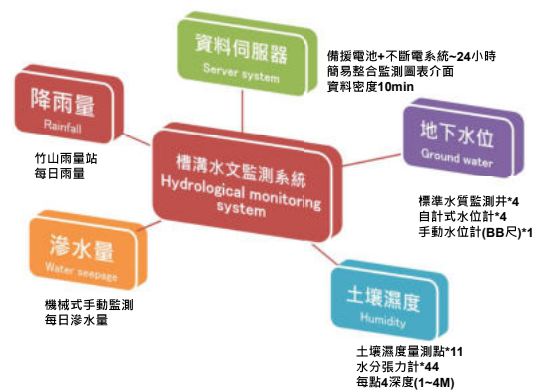 資料伺服器
Server system
備援電池+不斷電系統~24小時
簡易整合監測圖表介面
資料密度10min
降雨量
Rainfall
竹山雨量站
每日雨量
地下水位
Ground water
標準水質監測井*4
自計式水位計*4
手動水位計(BB尺)*1
槽溝水文監測系統
Hydrological monitoring
system
滲水量
Water seepage
機械式手動監測
每日滲水量
土壤濕度
Humidity
土壤濕度量測點*11
水分張力計*44
每點4深度(1~4M)